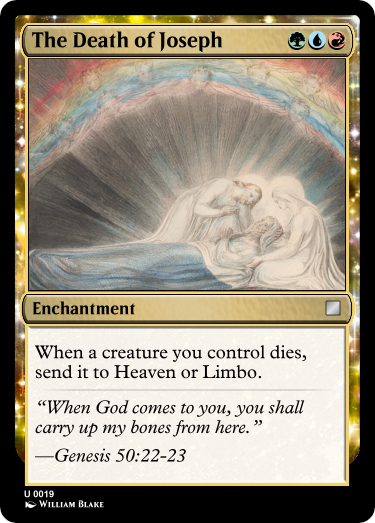 The Death of Joseph
Enchantment
When a creature you control dies,
send it to Heaven or Limbo.
“When God comes to you, you shall
carry up my bones from here.”
—Genesis 50:22-23
U 0019
William Blake